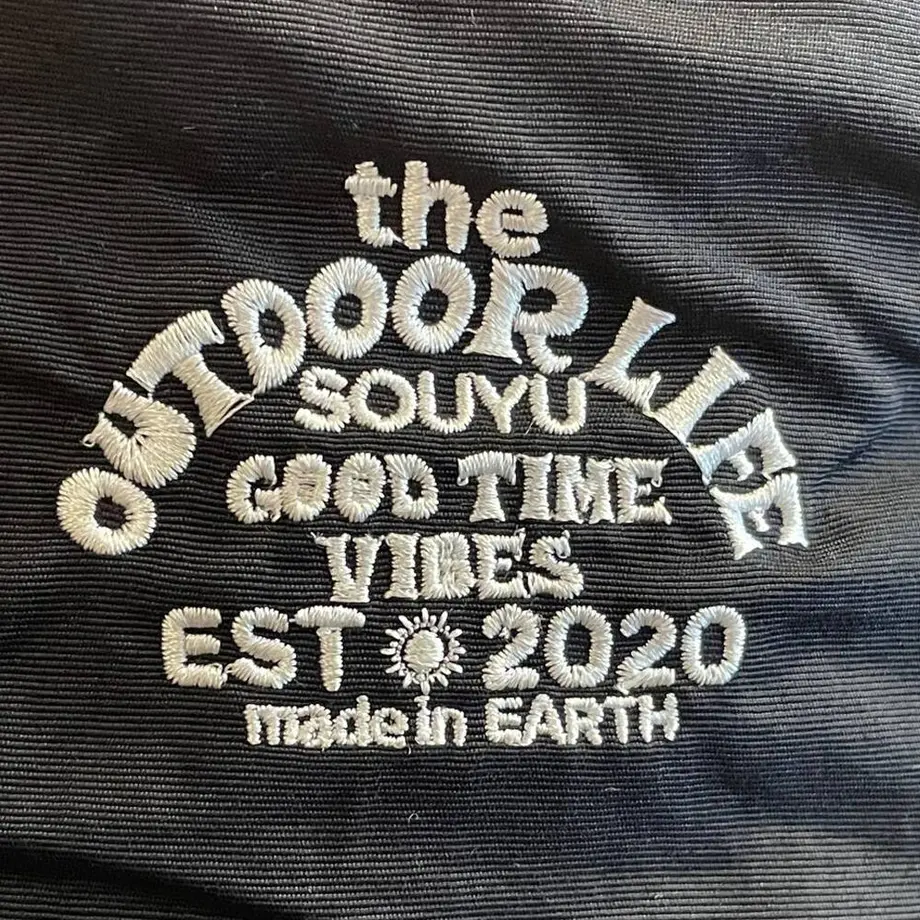 the
OUTDOOR LIFE
SOUYU
GOOD TIME
VIBES
EST 2020
made in EARTH